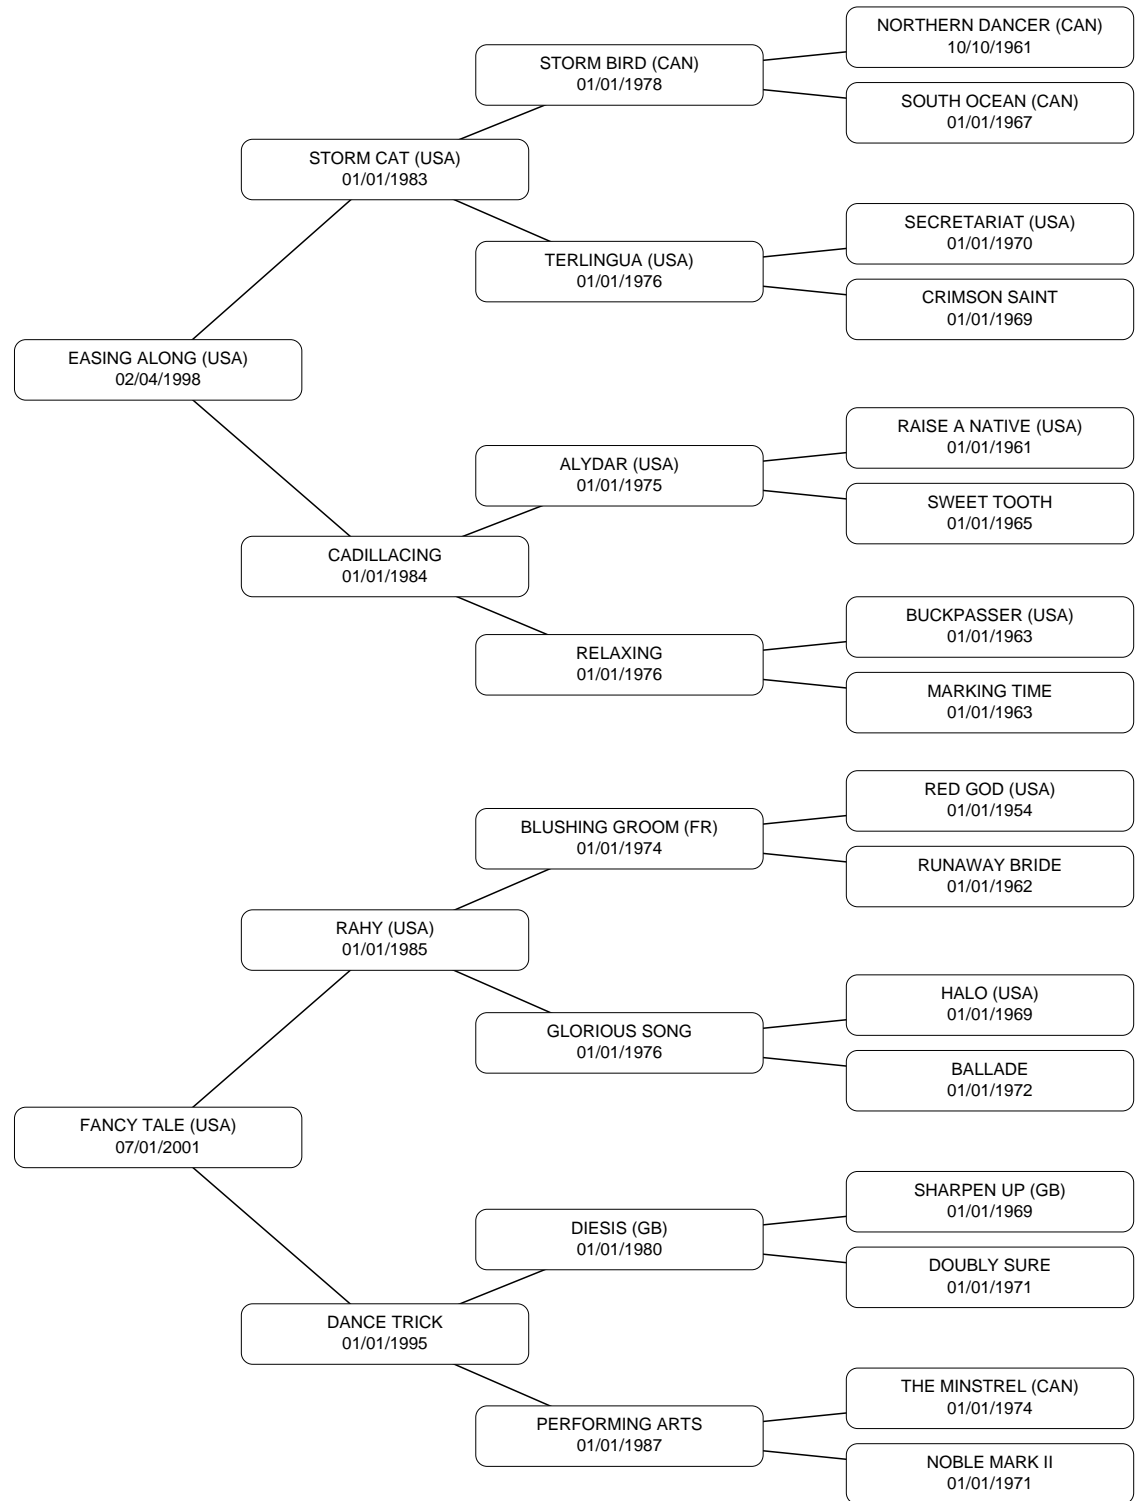 NORTHERN DANCER (CAN)
10/10/1961
STORM BIRD (CAN)
01/01/1978
SOUTH OCEAN (CAN)
01/01/1967
STORM CAT (USA)
01/01/1983
SECRETARIAT (USA)
01/01/1970
TERLINGUA (USA)
01/01/1976
CRIMSON SAINT
01/01/1969
EASING ALONG (USA)
02/04/1998
RAISE A NATIVE (USA)
01/01/1961
ALYDAR (USA)
01/01/1975
SWEET TOOTH
01/01/1965
CADILLACING
01/01/1984
BUCKPASSER (USA)
01/01/1963
RELAXING
01/01/1976
MARKING TIME
01/01/1963
RED GOD (USA)
01/01/1954
BLUSHING GROOM (FR)
01/01/1974
RUNAWAY BRIDE
01/01/1962
RAHY (USA)
01/01/1985
HALO (USA)
01/01/1969
GLORIOUS SONG
01/01/1976
BALLADE
01/01/1972
FANCY TALE (USA)
07/01/2001
SHARPEN UP (GB)
01/01/1969
DIESIS (GB)
01/01/1980
DOUBLY SURE
01/01/1971
DANCE TRICK
01/01/1995
THE MINSTREL (CAN)
01/01/1974
PERFORMING ARTS
01/01/1987
NOBLE MARK II
01/01/1971